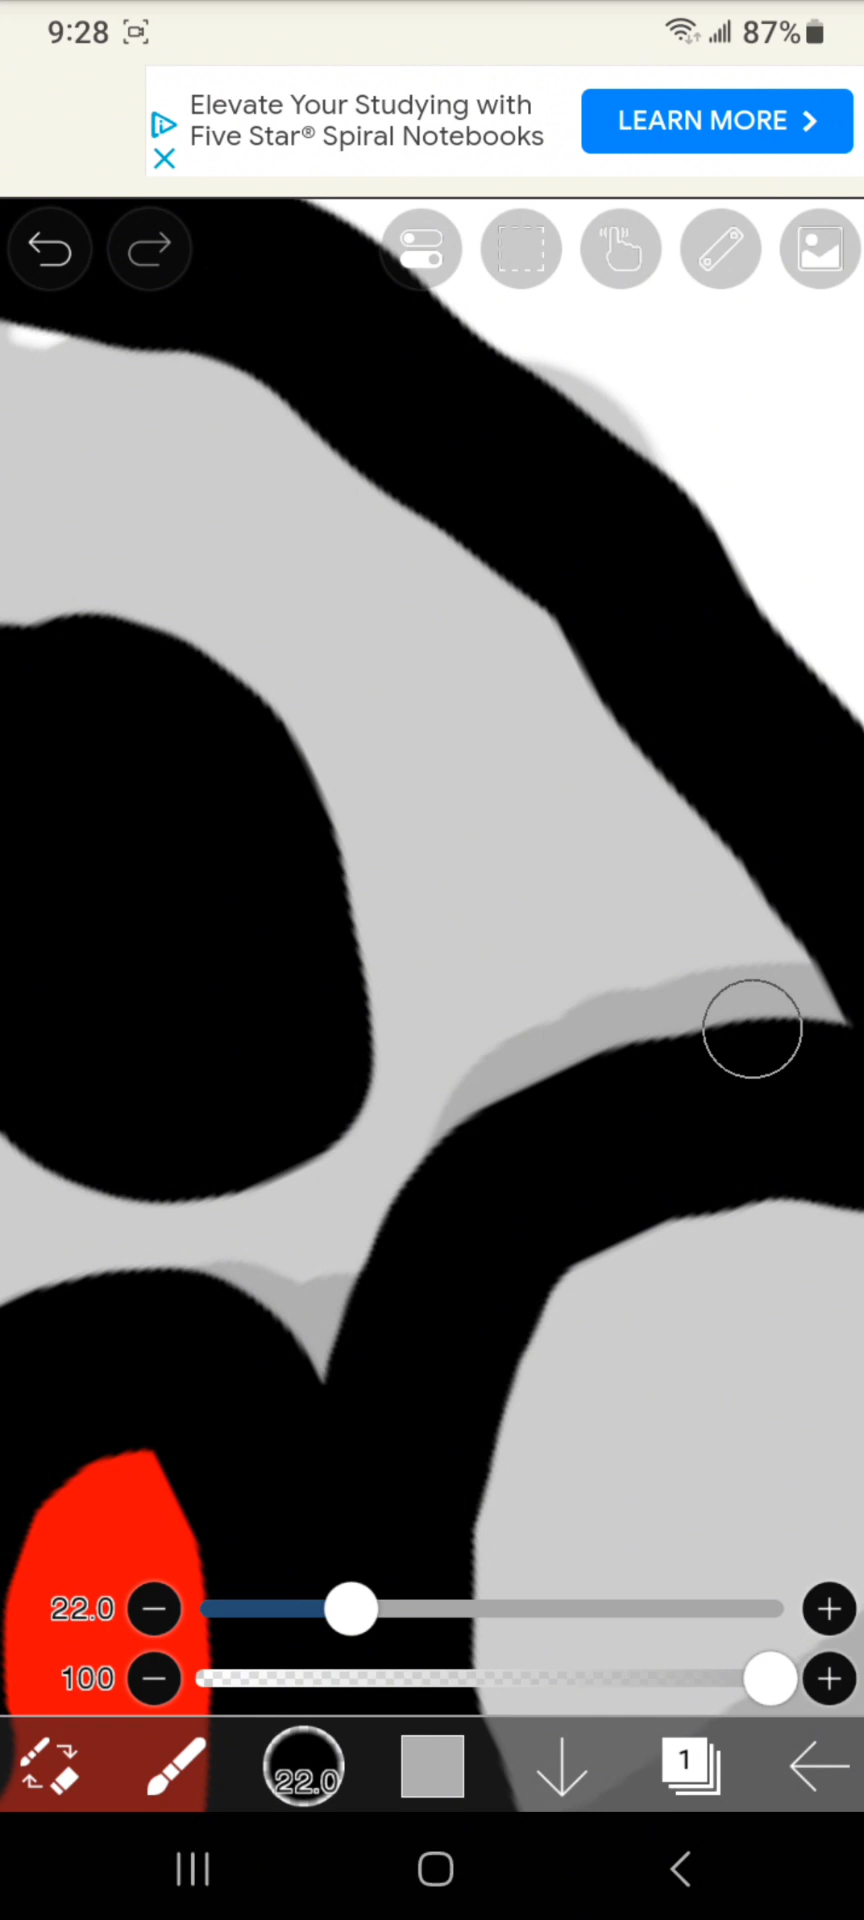 9:28
87%
Elevate Your Studying with
Five Star® Spiral Notebooks
LEARN MORE
22.0
100
22.0
1